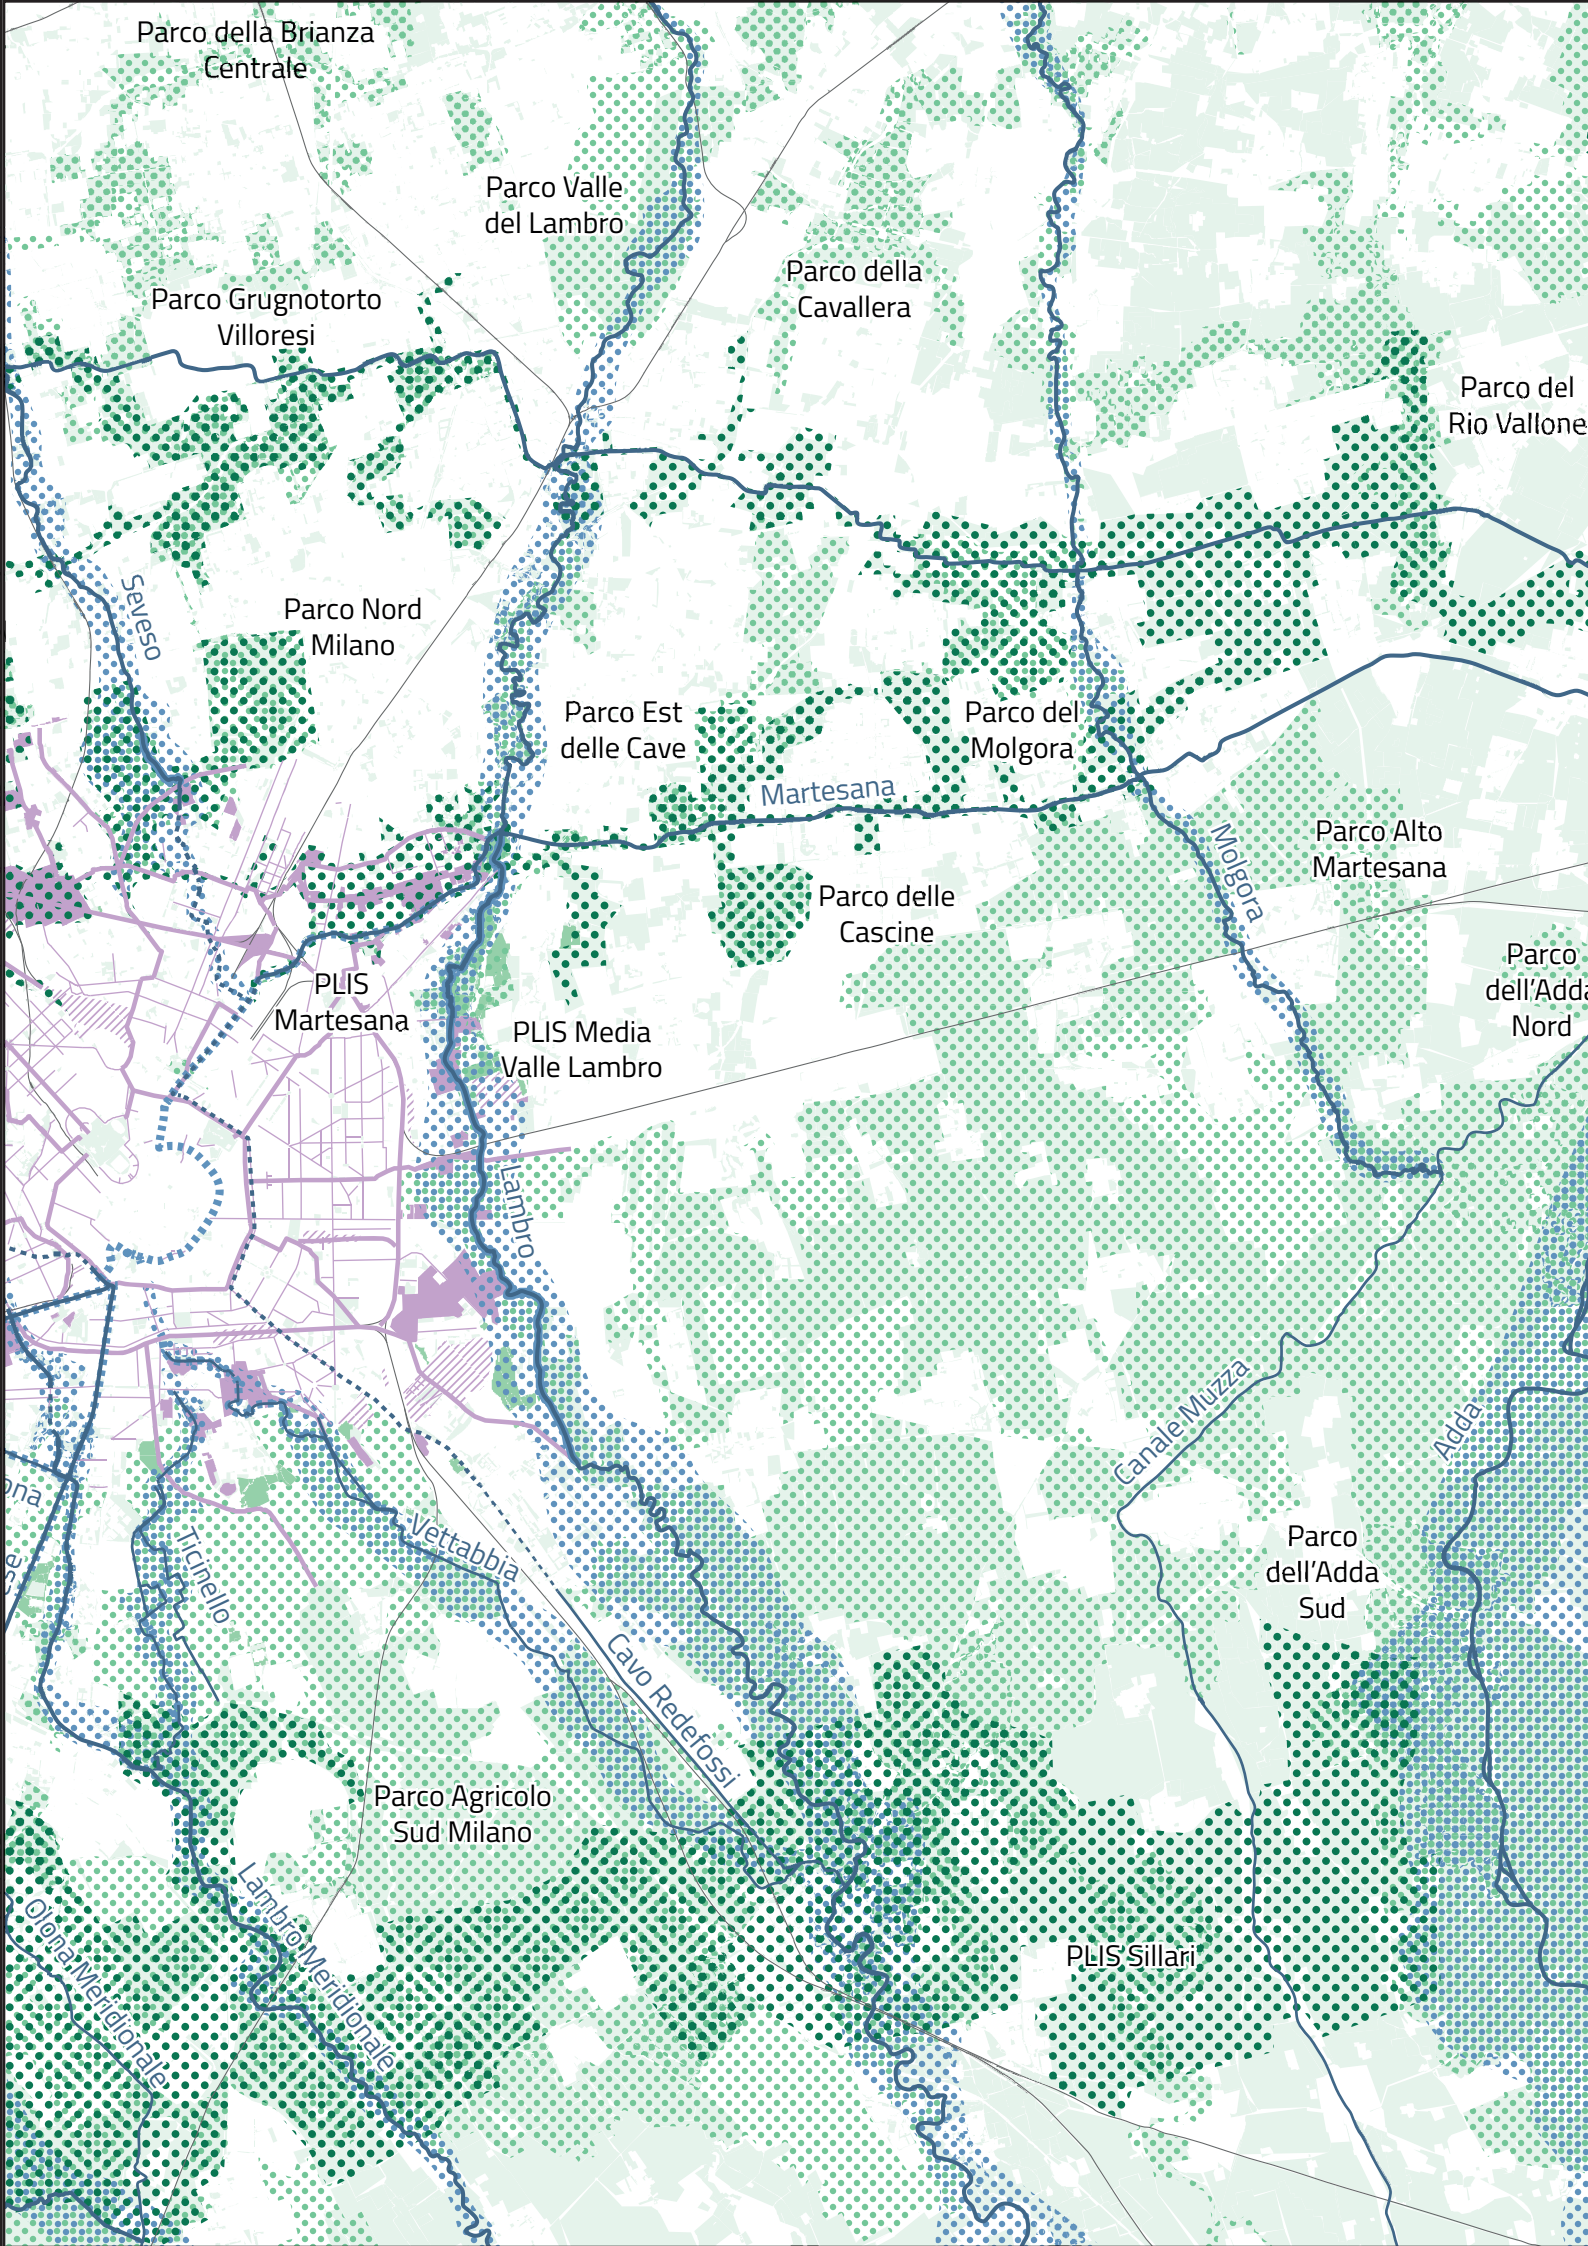 Parco della Brianza
Centrale
Parco Valle
del Lambro
Parco della
Cavallera
Parco Grugnotorto
Villoresi
Parco del
Rio Vallone
Seveso
Parco Nord
Milano
Parco Est
delle Cave
Parco del
Molgora
Martesana
Molgora
Parco Alto
Martesana
Parco delle
Cascine
Parco
dell'Adda
Nord
PLIS
Martesana
PLIS Media
Valle Lambro
Lambro
Canale Muzza
Adda
ona
Vettabbia
Ticinello
ese
Parco
dell'Adda
Sud
Cavo Redefossi
Parco Agricolo
Sud Milano
Lambro Meridionale
Olona Meridionale
PLIS Sillari